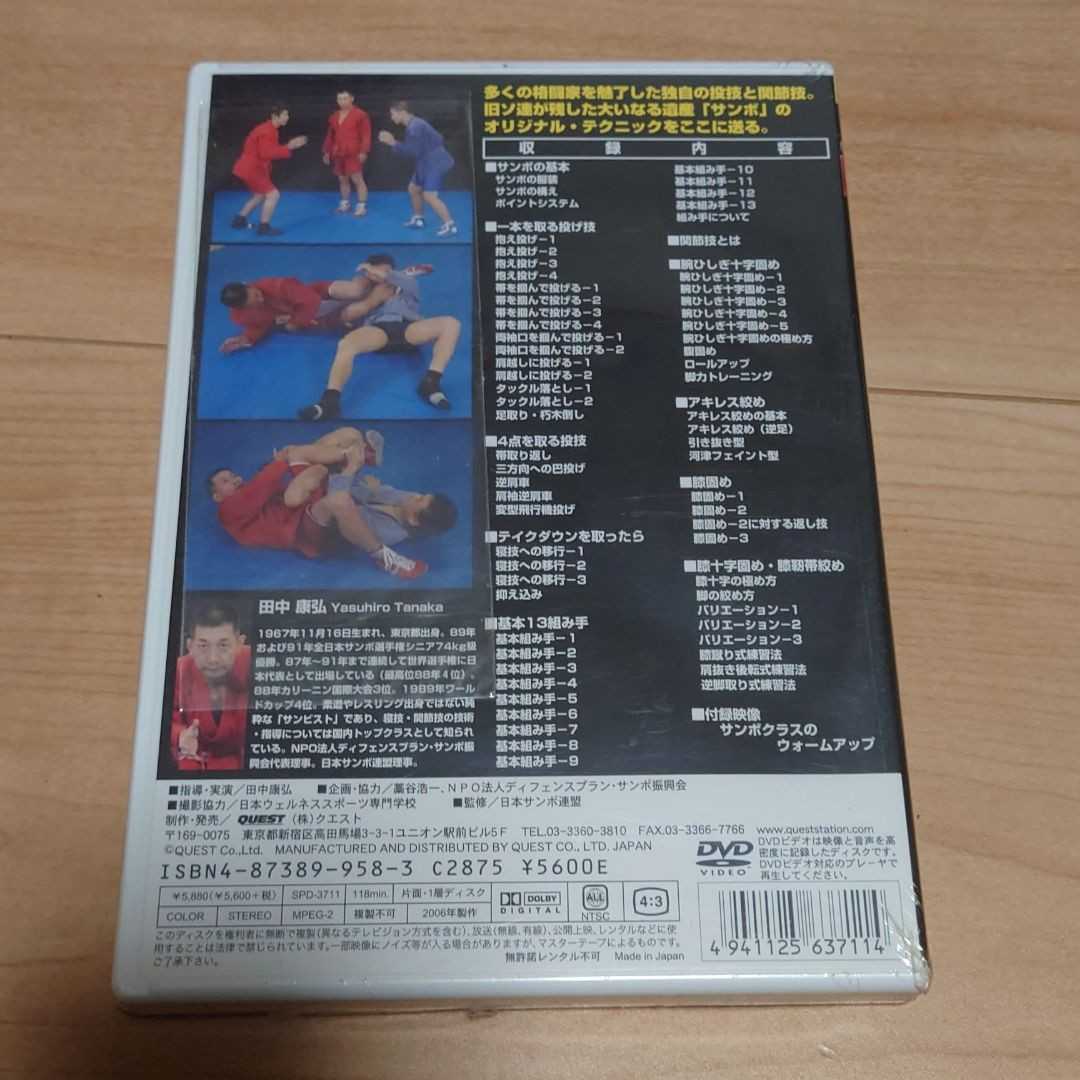 多くの格闘家を魅了した独自の投技と関節技。
旧ソ連が残した大いなる遺産「サンボ」の
オリジナル・テクニックをここに送る。
収録内容
■サンボの基本
サンボの服装
サンボの構え
ポイントシステム
■一本を取る投げ技
抱え投げ－1
抱え投げ－2
抱え投げ－3
抱え投げ－4
帯を掴んで投げる－1
帯を掴んで投げる－2
帯を掴んで投げる－3
帯を掴んで投げる－4
両袖口を掴んで投げる－1
両袖口を掴んで投げる－2
肩越しに投げる－1
肩越しに投げる－2
タックル落とし－1
タックル落とし－2
足取り・朽木倒し
■4点を取る投技
帯取り返し
三方向への巴投げ
逆肩車
肩袖逆肩車
変型飛行機投げ
■テイクダウンを取ったら
寝技への移行－1
寝技への移行－2
寝技への移行－3
抑え込み
■基本13組み手
基本組み手－1
基本組み手－2
基本組み手－3
基本組み手－4
基本組み手－5
基本組み手－6
基本組み手－7
基本組み手－8
基本組み手－9
基本組み手－10
基本組み手－11
基本組み手－12
基本組み手－13
組み手について
■関節技とは
■腕ひしぎ十字固め
腕ひしぎ十字固め－1
腕ひしぎ十字固め－2
腕ひしぎ十字固め－3
腕ひしぎ十字固め－4
腕ひしぎ十字固め－5
腕ひしぎ十字固めの極め方
腹固め
ロールアップ
脚力トレーニング
■アキレス絞め
アキレス絞めの基本
アキレス絞め（逆足）
引き抜き型
河津フェイント型
■膝固め
膝固め－1
膝固め－2
膝固め－2に対する返し技
膝固め－3
■膝十字固め・膝靭帯絞め
膝十字の極め方
脚の絞め方
バリエーション－1
バリエーション－2
バリエーション－3
膝蹴り式練習法
肩抜き後転式練習法
逆脚取り式練習法
■付録映像
サンボクラスの
ウォームアップ
田中 康弘 Yasuhiro Tanaka
1967年11月16日生まれ、東京都出身。89年
および91年全日本サンボ選手権シニア74kg級
優勝。87年～91年まで連続して世界選手権に日
本代表として出場している（最高位88年4位）。
88年カリーニン国際大会3位。1989年ワール
ドカップ4位。柔道やレスリング出身ではない純
粋な「サンビスト」であり、寝技・関節技の技術
・指導については国内トップクラスとして知られ
ている。NPO法人ディフェンスプラン・サンボ振
興会代表理事。日本サンボ連盟理事。
■指導・実演／田中康弘 ■企画・協力／藁谷浩一、NPO法人ディフェンスプラン・サンボ振興会
■撮影協力／日本ウェルネススポーツ専門学校 ■監修／日本サンボ連盟
制作・発売／ QUEST （株）クエスト
〒169-0075 東京都新宿区高田馬場3-3-1ユニオン駅前ビル5F TEL.03-3360-3810 FAX.03-3366-7766
©QUEST Co.,Ltd. MANUFACTURED AND DISTRIBUTED BY QUEST CO., LTD. JAPAN
ISBN4-87389-958-3 C2875 ¥5600E
¥5,880（¥5,600+税） SPD-3711 118min. 片面・1層ディスク
COLOR STEREO MPEG-2 複製不可 2006年製作
DOLBY DIGITAL
ALL NTSC
4:3
DVD VIDEO
www.queststation.com
DVDビデオは映像と音声を高
密度に記録したディスクです。
DVDビデオ対応のプレーヤで
再生してください。
このディスクを権利者に無断で複製（異なるテレビジョン方式を含む）、放送（無線、有線）、公開上映、レンタルなどに使
用することは法律で禁じられています。一部映像にノイズ等が入る場合がありますが、マスターテープによるものです。
ご了承下さい。
無許諾レンタル不可 Made in Japan
4 941125 637114